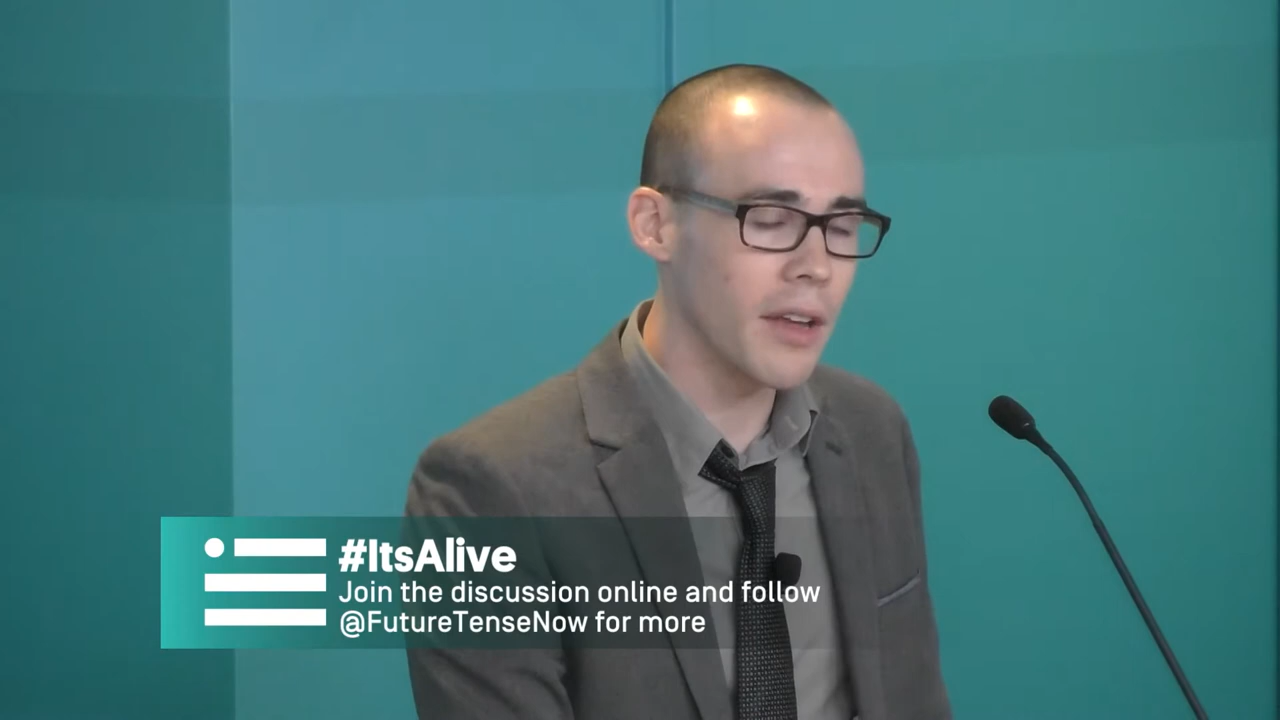 #ItsAlive
Join the discussion online and follow
@FutureTenseNow for more